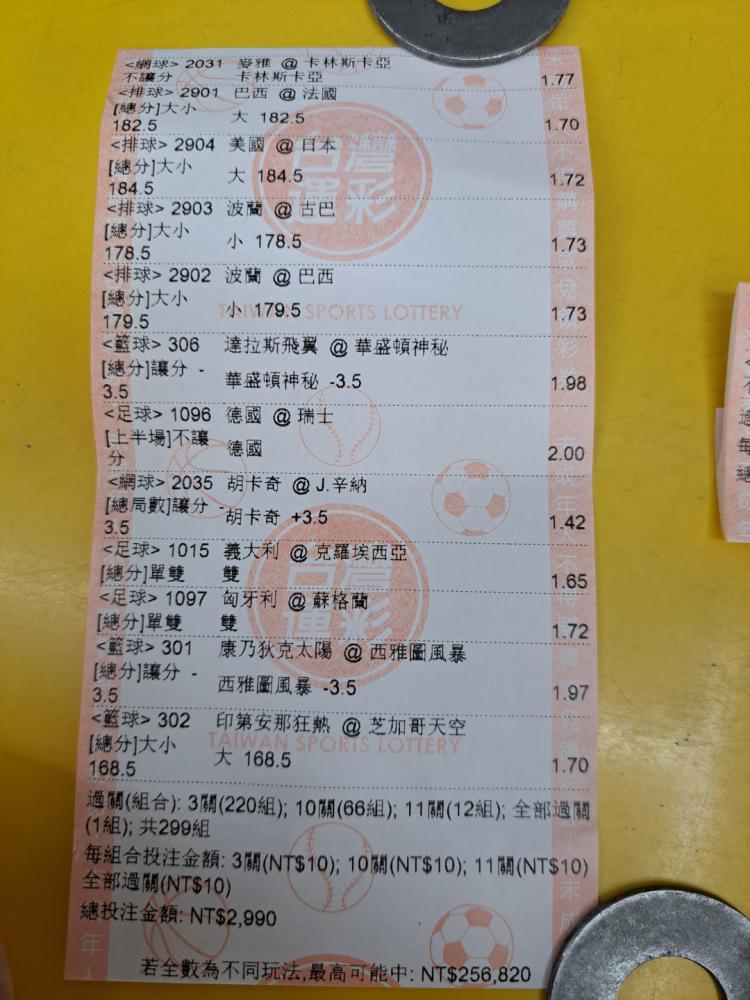 <網球> 2031 麥雅 @ 卡林斯卡亞
不讓分 卡林斯卡亞 1.77
<排球> 2901 巴西 @ 法國
[總分]大小 大 182.5
182.5 1.70
<排球> 2904 美國 @ 日本
[總分]大小 大 184.5
184.5 1.72
<排球> 2903 波蘭 @ 古巴
[總分]大小 小 178.5
178.5 1.73
<排球> 2902 波蘭 @ 巴西
[總分]大小 小 179.5
179.5 1.73
TAIWAN SPORTS LOTTERY
<籃球> 306 達拉斯飛翼 @ 華盛頓神秘
[總分]讓分 - 華盛頓神秘 -3.5
3.5 1.98
<足球> 1096 德國 @ 瑞士
[上半場]不讓 德國
分 2.00
<網球> 2035 胡卡奇 @ J.辛納
[總局數]讓分 - 胡卡奇 +3.5
3.5 1.42
<足球> 1015 義大利 @ 克羅埃西亞
[總分]單雙 雙 1.65
<足球> 1097 匈牙利 @ 蘇格蘭
[總分]單雙 雙 1.72
<籃球> 301 康乃狄克太陽 @ 西雅圖風暴
[總分]讓分 - 西雅圖風暴 -3.5
3.5 1.97
<籃球> 302 印第安那狂熱 @ 芝加哥天空
TAIWAN SPORTS LOTTERY
[總分]大小 大 168.5
168.5 1.70
過關(組合): 3關(220組); 10關(66組); 11關(12組); 全部過關
(1組); 共299組
每組合投注金額: 3關(NT$10); 10關(NT$10); 11關(NT$10)
全部過關(NT$10)
總投注金額: NT$2,990
若全數為不同玩法,最高可能中: NT$256,820
台灣
運彩
台灣
運彩